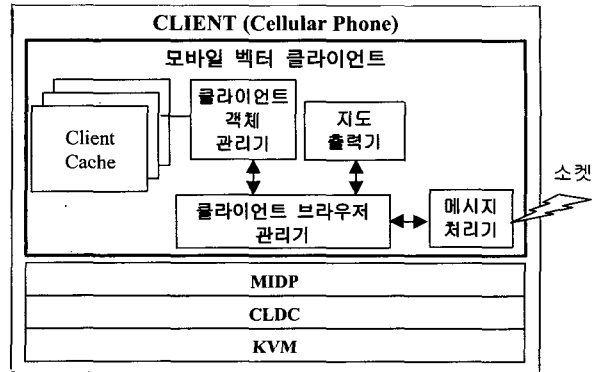 CLIENT (Cellular Phone)
모바일 벡터 클라이언트
Client
Cache
클라이언트
객체
관리기
지도
출력기
클라이언트 브라우저
관리기
메시지
처리기
소켓
MIDP
CLDC
KVM